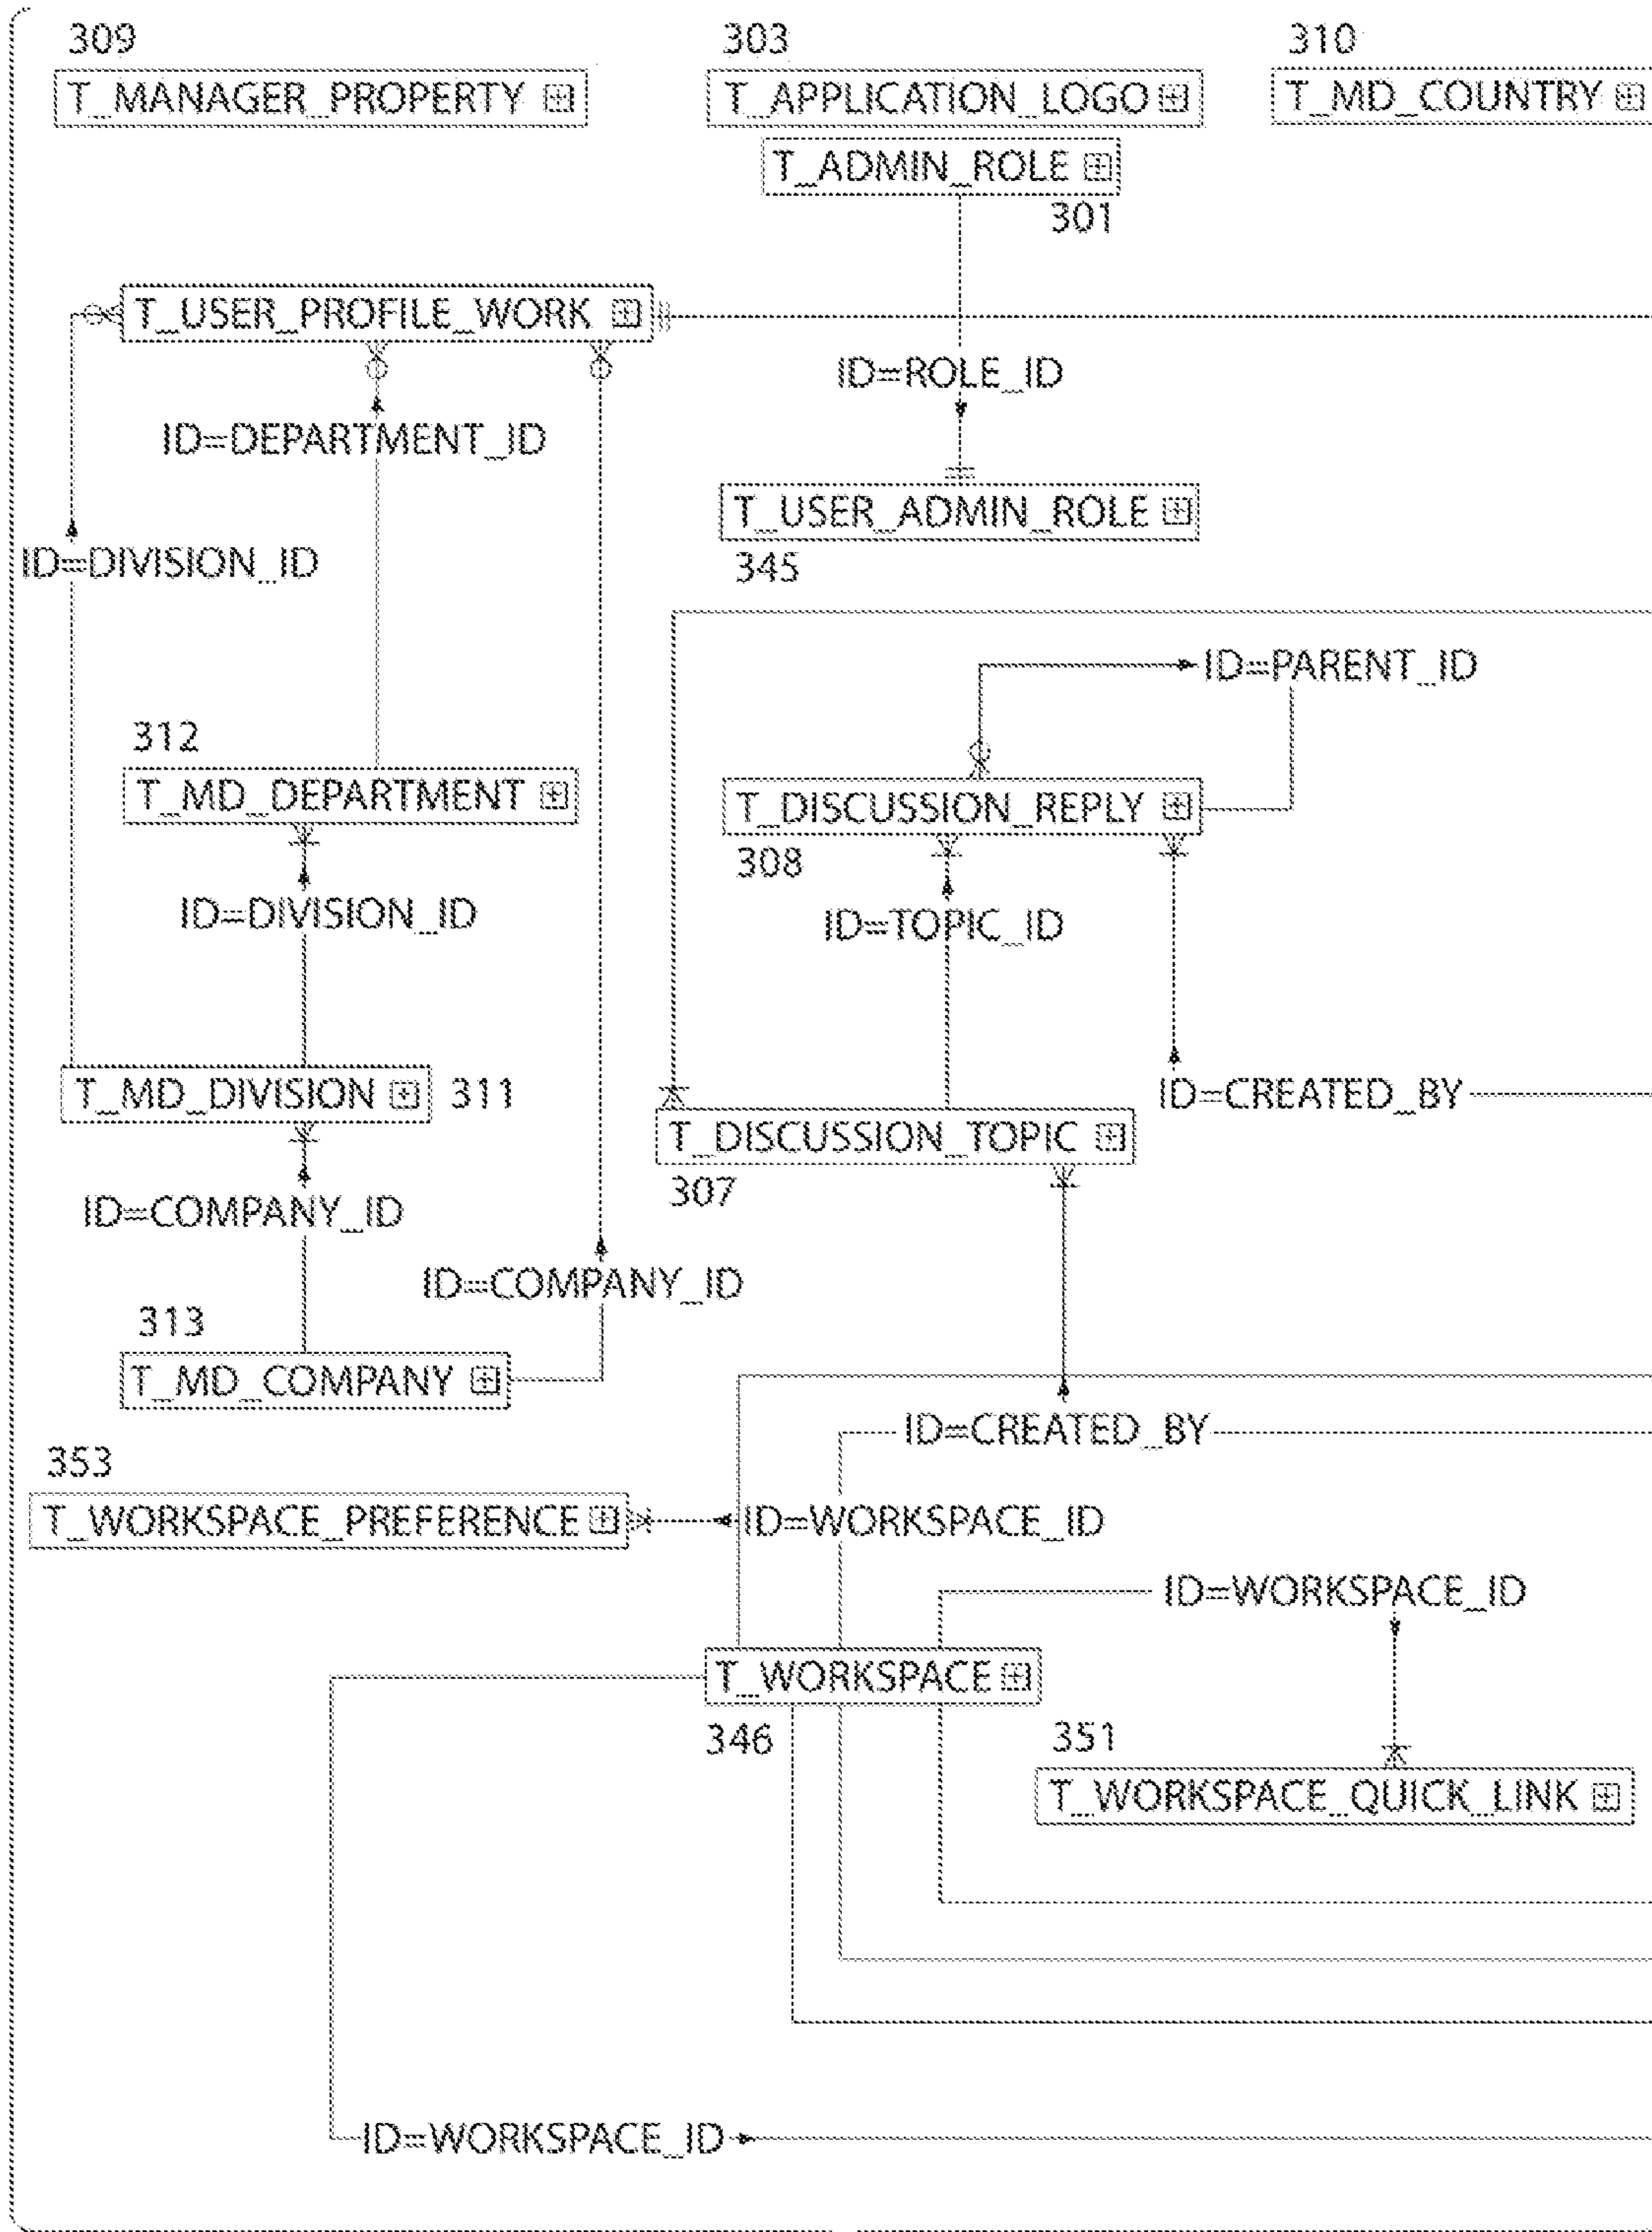 309
303
310
T_MANAGER_PROPERTY
T_APPLICATION_LOGO
T_MD_COUNTRY
T_ADMIN_ROLE
301
T_USER_PROFILE_WORK
ID=ROLE_ID
ID=DEPARTMENT_ID
T_USER_ADMIN_ROLE
ID=DIVISION_ID
345
ID=PARENT_ID
312
T_MD_DEPARTMENT
T_DISCUSSION_REPLY
308
ID=DIVISION_ID
ID=TOPIC_ID
T_MD_DIVISION
311
ID=CREATED_BY
T_DISCUSSION_TOPIC
307
ID=COMPANY_ID
ID=COMPANY_ID
313
T_MD_COMPANY
ID=CREATED_BY
353
T_WORKSPACE_PREFERENCE
ID=WORKSPACE_ID
ID=WORKSPACE_ID
T_WORKSPACE
346
351
T_WORKSPACE_QUICK_LINK
ID=WORKSPACE_ID